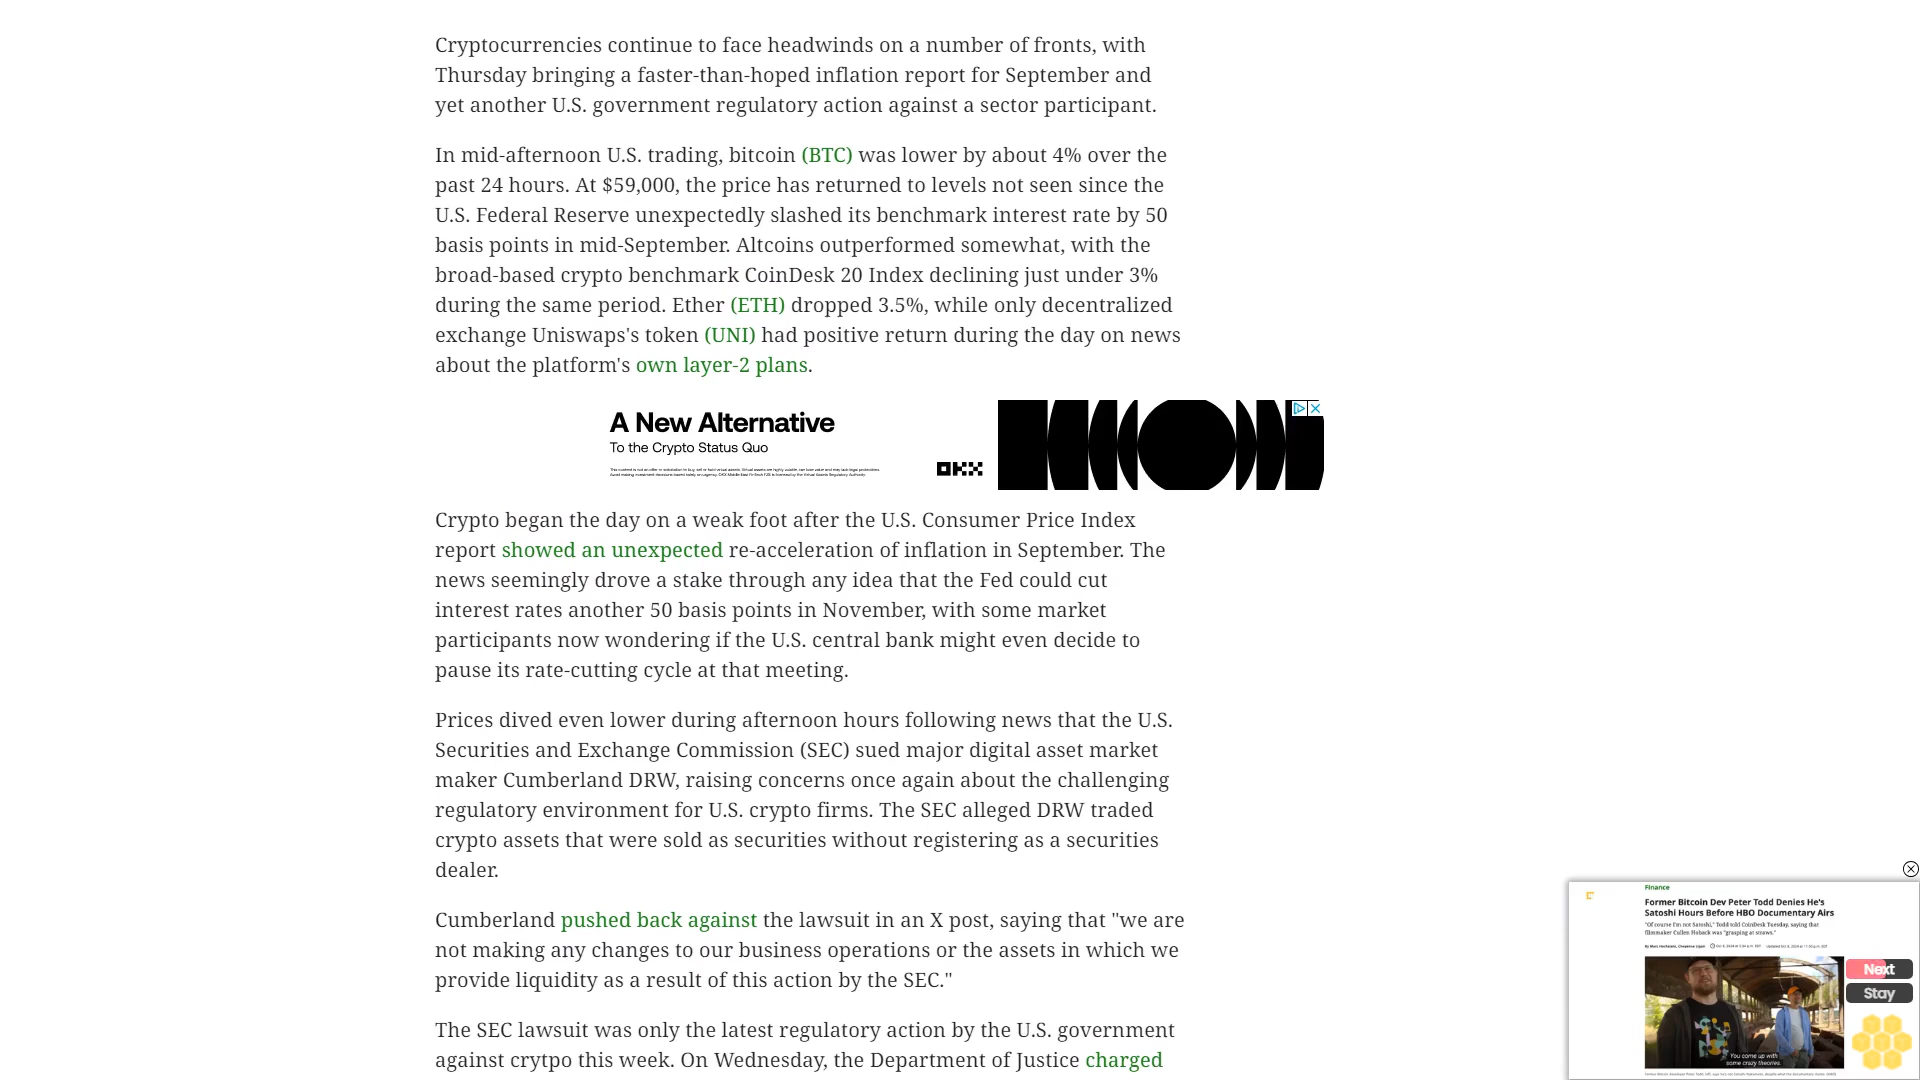 Cryptocurrencies continue to face headwinds on a number of fronts, with
Thursday bringing a faster-than-hoped inflation report for September and
yet another U.S. government regulatory action against a sector participant.
In mid-afternoon U.S. trading, bitcoin (BTC) was lower by about 4% over the
past 24 hours. At $59,000, the price has returned to levels not seen since the
U.S. Federal Reserve unexpectedly slashed its benchmark interest rate by 50
basis points in mid-September. Altcoins outperformed somewhat, with the
broad-based crypto benchmark CoinDesk 20 Index declining just under 3%
during the same period. Ether (ETH) dropped 3.5%, while only decentralized
exchange Uniswaps's token (UNI) had positive return during the day on news
about the platform's own layer-2 plans.
A New Alternative
To the Crypto Status Quo
OKX
Crypto began the day on a weak foot after the U.S. Consumer Price Index
report showed an unexpected re-acceleration of inflation in September. The
news seemingly drove a stake through any idea that the Fed could cut
interest rates another 50 basis points in November, with some market
participants now wondering if the U.S. central bank might even decide to
pause its rate-cutting cycle at that meeting.
Prices dived even lower during afternoon hours following news that the U.S.
Securities and Exchange Commission (SEC) sued major digital asset market
maker Cumberland DRW, raising concerns once again about the challenging
regulatory environment for U.S. crypto firms. The SEC alleged DRW traded
crypto assets that were sold as securities without registering as a securities
dealer.
Cumberland pushed back against the lawsuit in an X post, saying that "we are
not making any changes to our business operations or the assets in which we
provide liquidity as a result of this action by the SEC."
The SEC lawsuit was only the latest regulatory action by the U.S. government
against crytpo this week. On Wednesday, the Department of Justice charged
Finance
Former Bitcoin Dev Peter Todd Denies He's
Satoshi Hours Before HBO Documentary Airs
"Of course I'm not Satoshi," Todd told CoinDesk Tuesday, saying that
filmmaker Cullen Hoback was "grasping at straws."
Next
Stay
You come up with
some crazy theories.